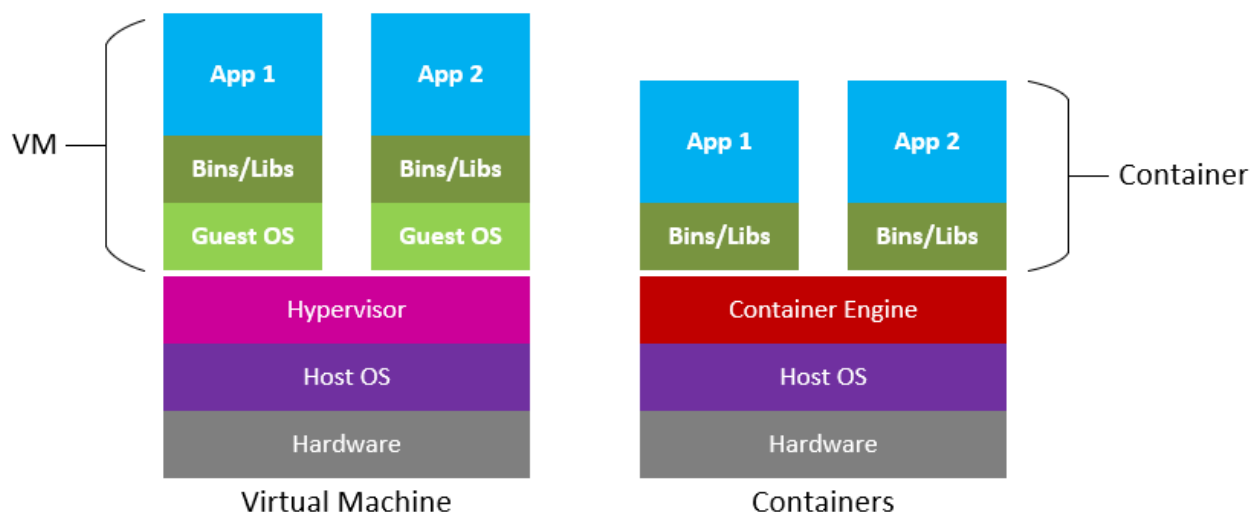 VM
App 1
App 2
Bins/Libs
Bins/Libs
Guest OS
Guest OS
Hypervisor
Host OS
Hardware
Virtual Machine
App 1
App 2
Bins/Libs
Bins/Libs
Container
Container Engine
Host OS
Hardware
Containers